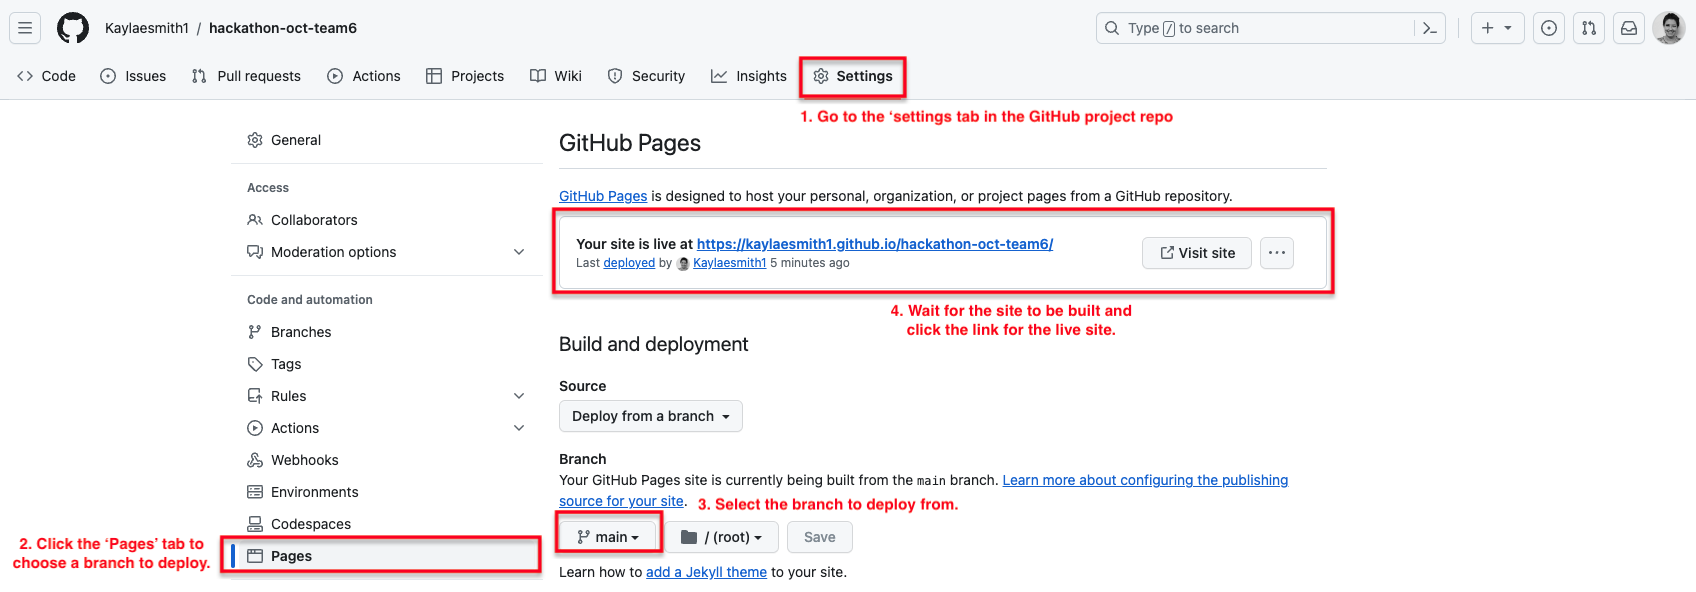 Kaylaesmith1 / hackathon-oct-team6
Type / to search
Code Issues Pull requests Actions Projects Wiki Security Insights Settings
1. Go to the ‘settings tab in the GitHub project repo
General
Access
Collaborators
Moderation options
Code and automation
Branches
Tags
Rules
Actions
Webhooks
Environments
Codespaces
Pages
2. Click the ‘Pages’ tab to
choose a branch to deploy.
GitHub Pages
GitHub Pages is designed to host your personal, organization, or project pages from a GitHub repository.
Your site is live at https://kaylaesmith1.github.io/hackathon-oct-team6/
Last deployed by Kaylaesmith1 5 minutes ago
Visit site
4. Wait for the site to be built and
click the link for the live site.
Build and deployment
Source
Deploy from a branch
Branch
Your GitHub Pages site is currently being built from the main branch. Learn more about configuring the publishing
source for your site.
3. Select the branch to deploy from.
main / (root) Save
Learn how to add a Jekyll theme to your site.